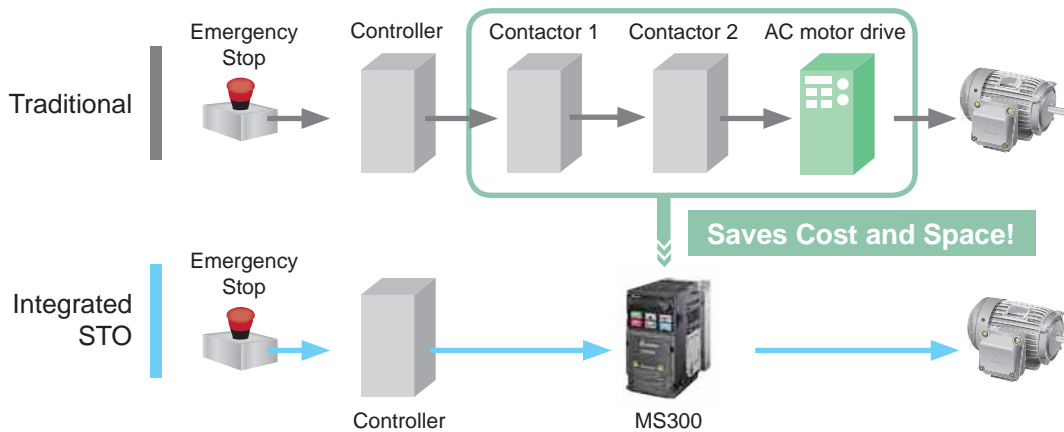 Emergency
Stop
Controller
Contactor 1
Contactor 2
AC motor drive
Traditional
Saves Cost and Space!
Emergency
Stop
Integrated
STO
Controller
MS300